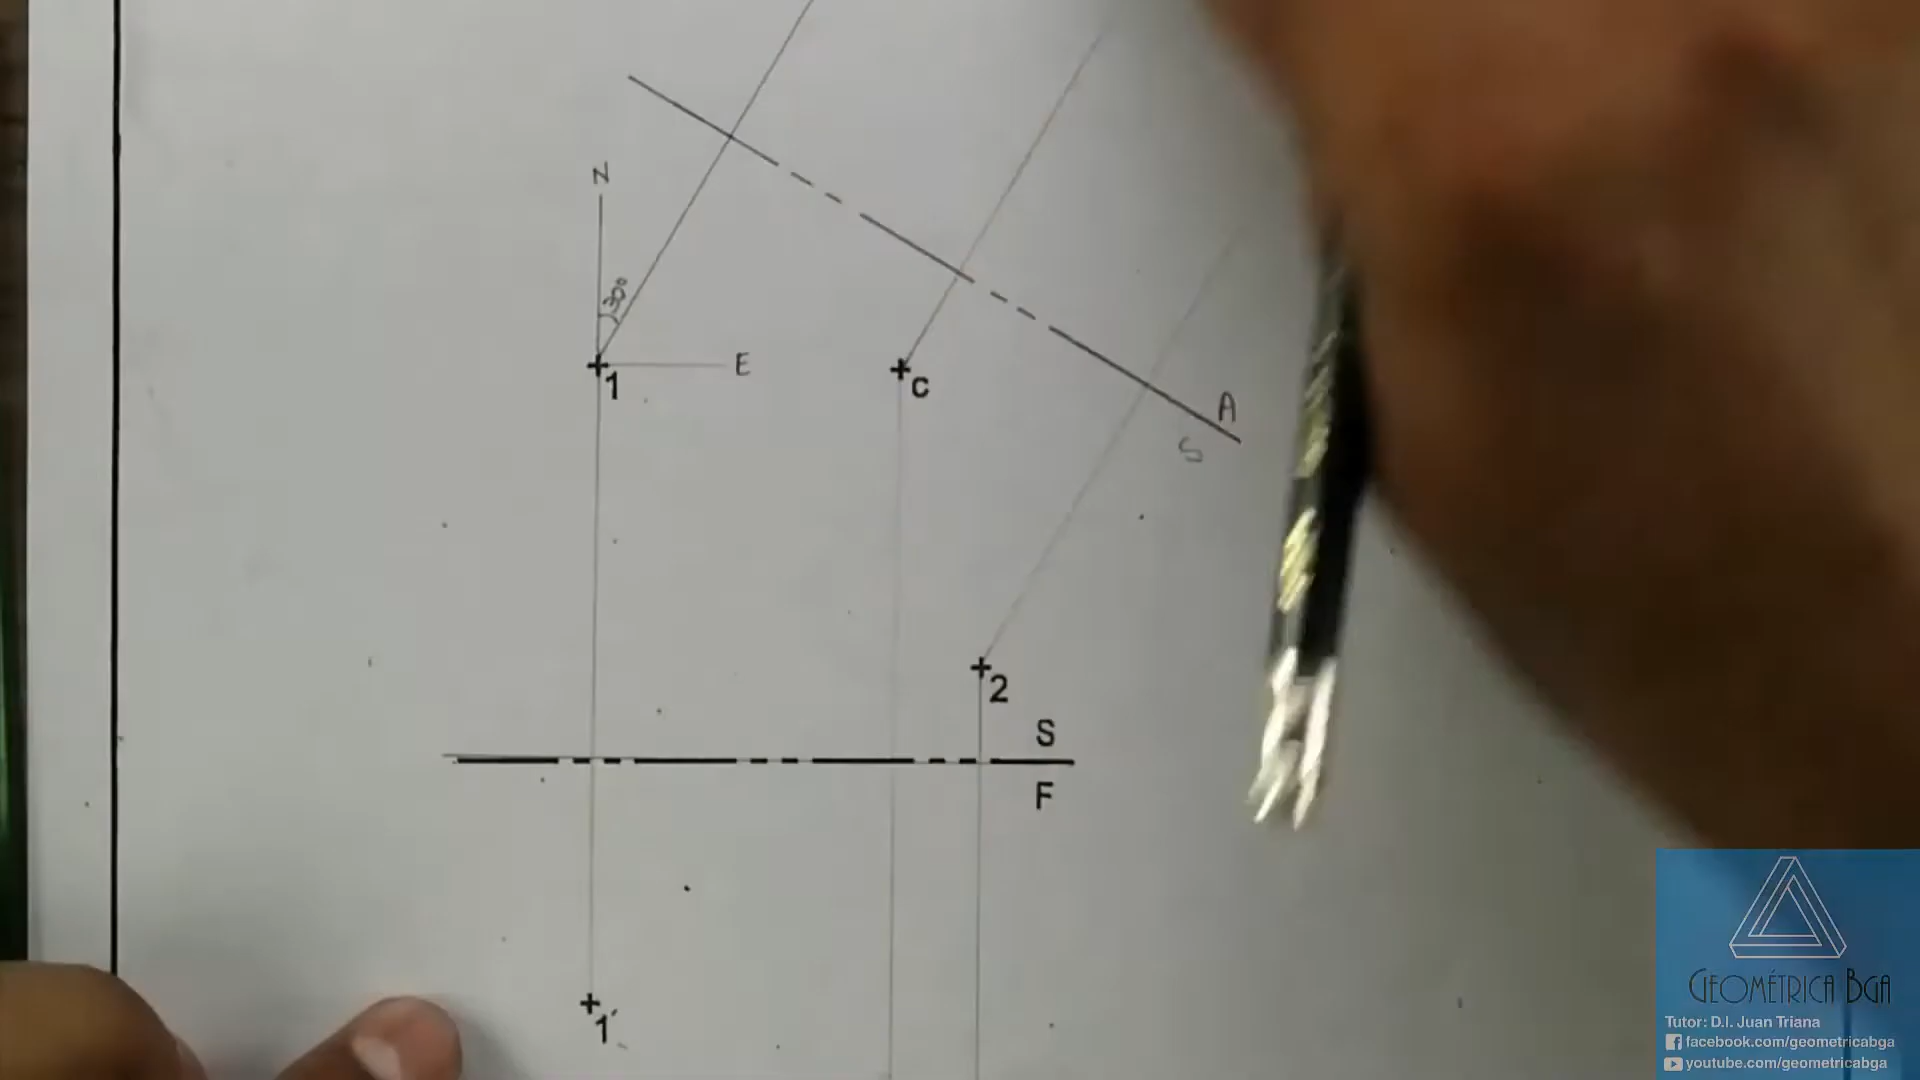 N
30°
1
E
C
A
S
2
S
F
1'
GEOMÉTRICA BGA
Tutor: D.I. Juan Triana
facebook.com/geometricabga
youtube.com/geometricabga